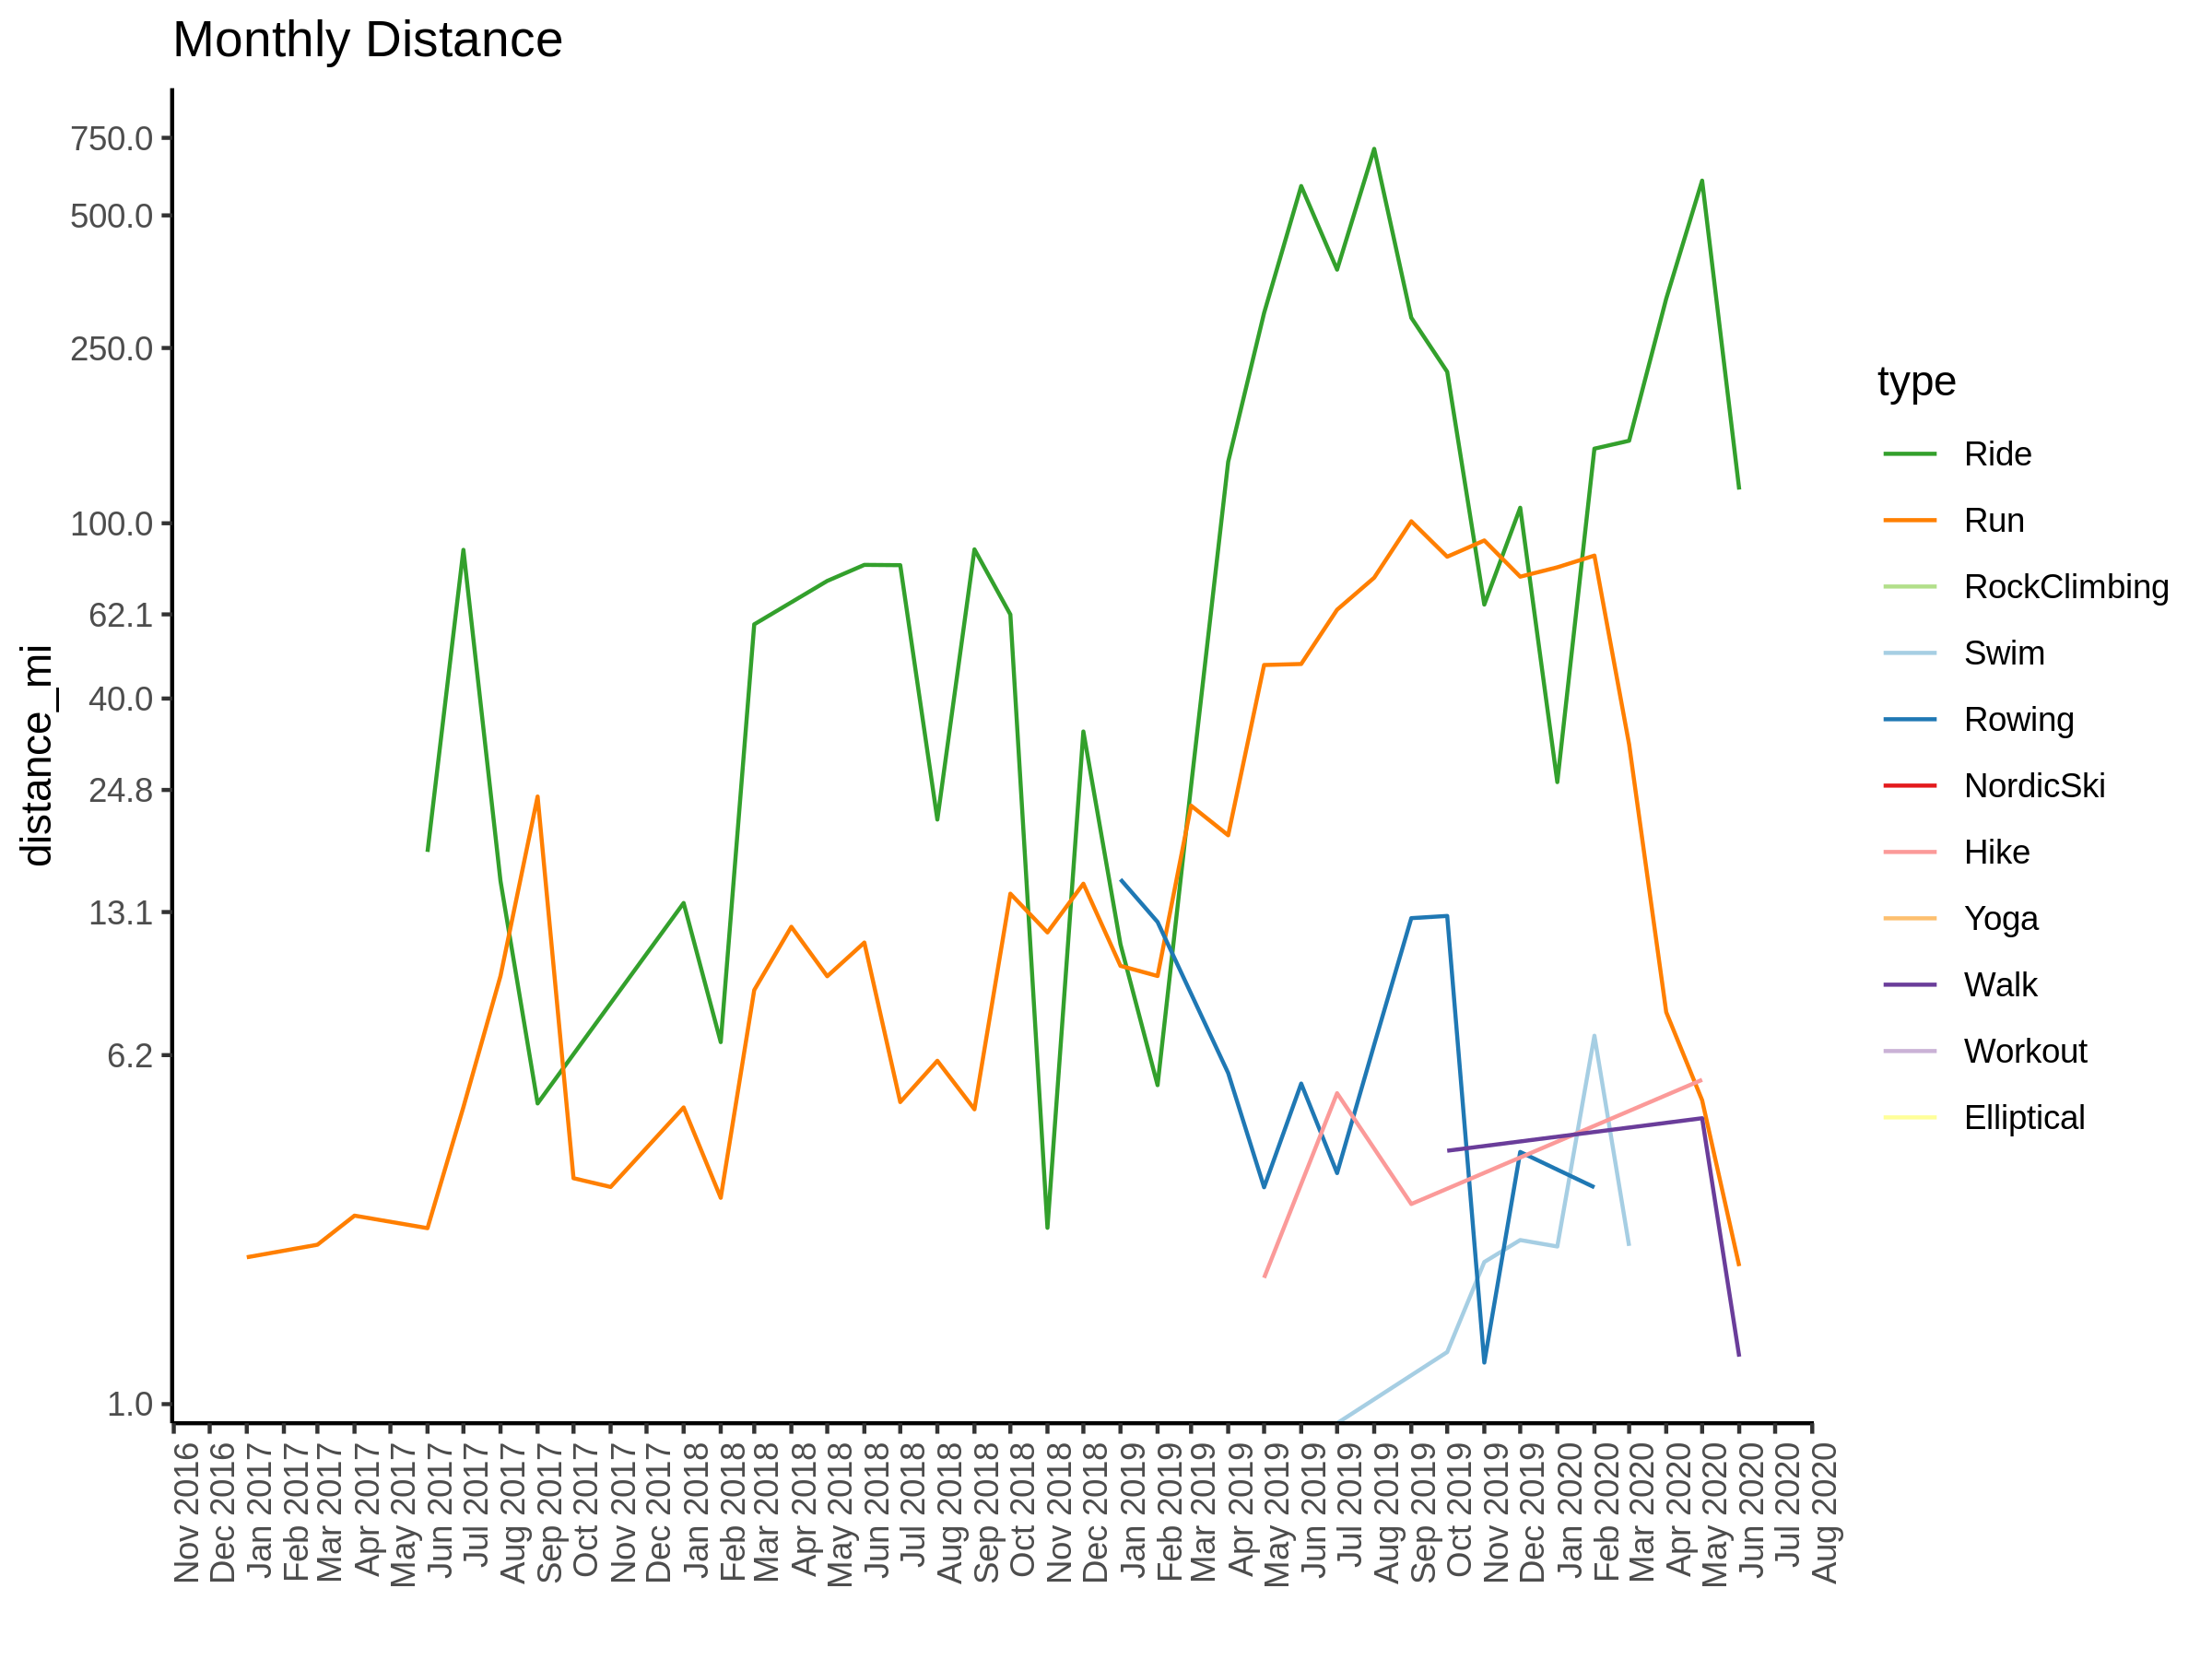 Monthly Distance
distance_mi
750.0
500.0
250.0
100.0
62.1
40.0
24.8
13.1
6.2
1.0
Nov 2016
Dec 2016
Jan 2017
Feb 2017
Mar 2017
Apr 2017
May 2017
Jun 2017
Jul 2017
Aug 2017
Sep 2017
Oct 2017
Nov 2017
Dec 2017
Jan 2018
Feb 2018
Mar 2018
Apr 2018
May 2018
Jun 2018
Jul 2018
Aug 2018
Sep 2018
Oct 2018
Nov 2018
Dec 2018
Jan 2019
Feb 2019
Mar 2019
Apr 2019
May 2019
Jun 2019
Jul 2019
Aug 2019
Sep 2019
Oct 2019
Nov 2019
Dec 2019
Jan 2020
Feb 2020
Mar 2020
Apr 2020
May 2020
Jun 2020
Jul 2020
Aug 2020
type
Ride
Run
RockClimbing
Swim
Rowing
NordicSki
Hike
Yoga
Walk
Workout
Elliptical